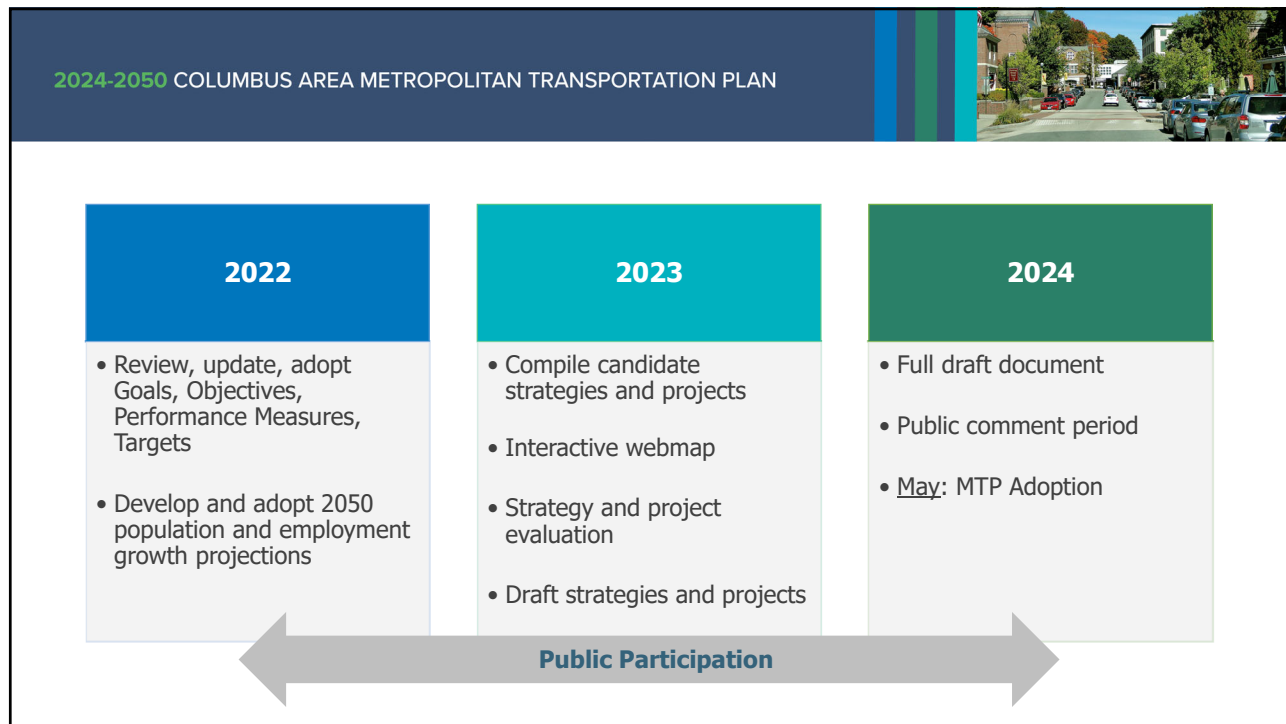 2024-2050 COLUMBUS AREA METROPOLITAN TRANSPORTATION PLAN
2022
• Review, update, adopt
Goals, Objectives,
Performance Measures,
Targets
• Develop and adopt 2050
population and employment
growth projections
2023
• Compile candidate
strategies and projects
• Interactive webmap
• Strategy and project
evaluation
• Draft strategies and projects
2024
• Full draft document
• Public comment period
• May: MTP Adoption
Public Participation